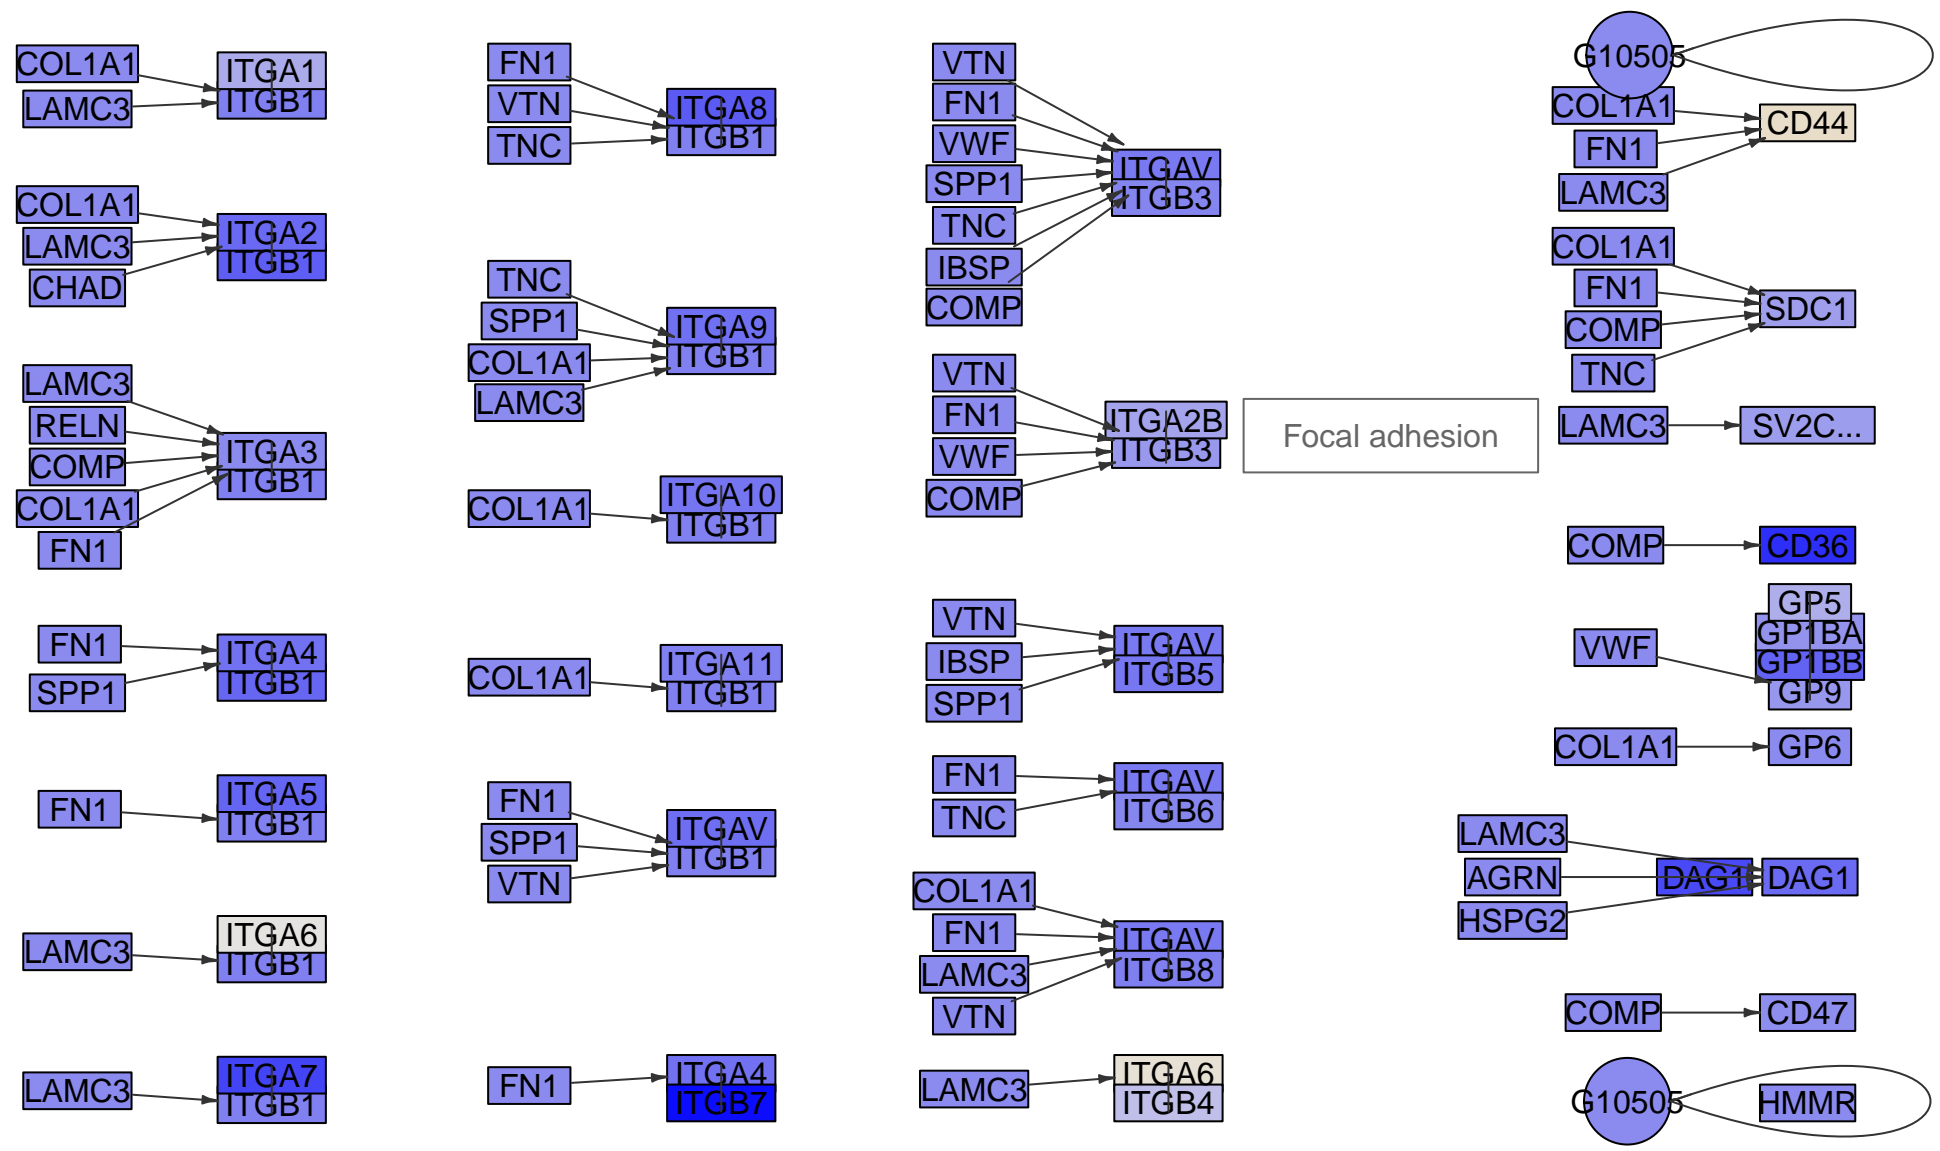 COL1A1
LAMC3
ITGA1
ITGB1
COL1A1
LAMC3
CHAD
ITGA2
ITGB1
LAMC3
RELN
COMP
COL1A1
FN1
ITGA3
ITGB1
FN1
SPP1
ITGA4
ITGB1
FN1
ITGA5
ITGB1
LAMC3
ITGA6
ITGB1
LAMC3
ITGA7
ITGB1
FN1
VTN
TNC
ITGA8
ITGB1
TNC
SPP1
COL1A1
LAMC3
ITGA9
ITGB1
COL1A1
ITGA10
ITGB1
COL1A1
ITGA11
ITGB1
FN1
SPP1
VTN
ITGAV
ITGB1
FN1
ITGA4
ITGB7
VTN
FN1
VWF
SPP1
TNC
IBSP
COMP
ITGAV
ITGB3
VTN
FN1
VWF
COMP
ITGA2B
ITGB3
Focal adhesion
VTN
IBSP
SPP1
ITGAV
ITGB5
FN1
TNC
ITGAV
ITGB6
COL1A1
FN1
LAMC3
VTN
ITGAV
ITGB8
LAMC3
ITGA6
ITGB4
G10505
COL1A1
FN1
LAMC3
CD44
COL1A1
FN1
COMP
TNC
SDC1
LAMC3
SV2C...
COMP
CD36
VWF
GP5
GP1BA
GP1BB
GP9
COL1A1
GP6
LAMC3
AGRN
HSPG2
DAG1
DAG1
COMP
CD47
G10505
HMMR